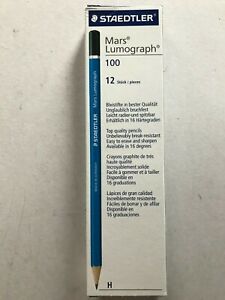 STAEDTLER
Mars®
Lumograph®
100
12 Stück | pieces
Bleistifte in bester Qualität
Unglaublich bruchfest
Leicht radier- und spitzbar
Erhältlich in 16 Härtegraden
Top quality pencils
Unbelievably break-resistant
Easy to erase and sharpen
Available in 16 degrees
Crayons graphite de très
haute qualité
Incroyablement solide
Facile à gommer et à tailler
Disponible en
16 graduations
Lápices de gran calidad
Increíblemente resistente
Fáciles de borrar y de afilar
Disponible en
16 graduaciones
H
Mars Lumograph